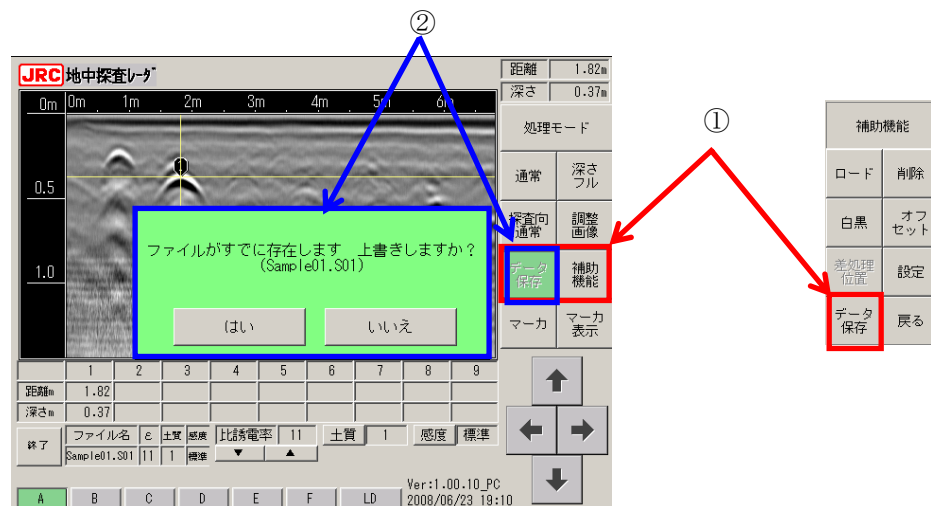 ②
JRC 地中探査レーダ
距離 1.82m
深さ 0.37m
0m 0m 1m 2m 3m 4m 5m 6m
0.5
1.0
1
処理モード
通常 深さフル
探査向 通常 調整画像
データ保存 補助機能
マーカ マーカ表示
ファイルがすでに存在します 上書きしますか？
(Sample01.S01)
はい いいえ
①
補助機能
ロード 削除
白黒 オフセット
差処理位置 設定
データ保存 戻る
1 2 3 4 5 6 7 8 9
距離m 1.82
深さm 0.37
終了
ファイル名 ε 土質 感度 比誘電率 11 土質 1 感度 標準
Sample01.S01 11 1 標準 ▼ ▲
A B C D E F LD
Ver:1.00.10_PC
2008/06/23 19:10